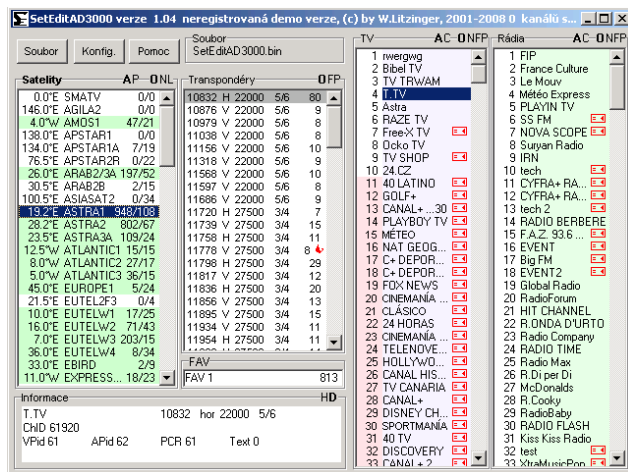 SetEditAD3000 verze 1.04 neregistrovaná demo verze, (c) by W.Litzinger, 2001-2008 0 kanálú s...
Soubor Konfig. Pomoc
Soubor
SetEditAD3000.bin
Satelity AP-ONL
0.0°E SMATV 0/0
146.0°E AGILA2 0/0
4.0°W AMOS1 47/21
138.0°E APSTAR1 0/0
134.0°E APSTAR1A 7/19
76.5°E APSTAR2R 0/22
26.0°E ARAB2/3A 197/52
30.5°E ARAB2B 2/15
100.5°E ASIASAT2 0/34
19.2°E ASTRA1 948/108
28.2°E ASTRA2 802/67
23.5°E ASTRA3A 109/24
12.5°W ATLANTIC1 15/15
8.0°W ATLANTIC2 27/17
5.0°W ATLANTIC3 36/15
45.0°E EUROPE1 5/24
21.5°E EUTEL2F3 0/4
10.0°E EUTELW1 17/25
16.0°E EUTELW2 71/43
7.0°E EUTELW3 203/15
36.0°E EUTELW4 8/34
33.0°E EBIRD 2/9
11.0°W EXPRESS... 18/23
Transpondéry OFP
10832 H 22000 5/6 80
10876 V 22000 5/6 9
10979 V 22000 5/6 8
11038 V 22000 5/6 8
11156 V 22000 5/6 10
11318 V 22000 5/6 9
11568 V 22000 5/6 10
11597 V 22000 5/6 8
11686 V 22000 5/6 9
11720 H 27500 3/4 7
11739 V 27500 3/4 15
11758 H 27500 3/4 11
11777 V 27500 3/4 8
11798 H 27500 3/4 29
11817 V 27500 3/4 12
11836 H 27500 3/4 20
11856 V 27500 3/4 13
11895 V 27500 3/4 15
11934 V 27500 3/4 11
11954 H 27500 3/4 11
FAV
FAV 1 813
Informace HD-
T.TV 10832 hor 22000 5/6
ChID 61920
VPid 61 APid 62 PCR 61 Text 0
TV AC-ONFP
1 rwergwg
2 Bibel TV
3 TV TRWAM
4 T.TV
5 Astra
6 RAZE TV
7 Free-X TV
8 Ocko TV
9 TV SHOP
10 24.CZ
11 40 LATINO
12 GOLF+
13 CANAL+ ...30
14 PLAYBOY TV
15 MÉTEO
16 NAT GEOG...
17 C+ DEPOR...
18 C+ DEPOR...
19 FOX NEWS
20 CINEMANÍA ...
21 CLÁSICO
22 24 HORAS
23 CINEMANÍA ...
24 TELENOVE...
25 HOLLYWO...
26 CANAL HIS...
27 TV CANARIA
28 CANAL+
29 DISNEY CH...
30 SPORTMANÍA
31 40 TV
32 DISCOVERY
33 CANAL+ 2
Rádia AC-ONFP
1 FIP
2 France Culture
3 Le Mouv
4 Météo Express
5 PLAYIN TV
6 SS FM
7 NOVA SCOPE
8 Suryan Radio
9 IRN
10 tech
11 CYFRA+ RA...
12 CYFRA+ RA...
13 tech 2
14 RADIO BERBERE
15 F.A.Z. 93.6 ...
16 EVENT
17 Big FM
18 EVENT2
19 Global Radio
20 RadioForum
21 HIT CHANNEL
22 R.ONDA D'URTO
23 Radio Company
24 RADIO TIME
25 Radio Max
26 R.Di per Di
27 McDonalds
28 R.Cooky
29 RadioBaby
30 RADIO FLASH
31 Kiss Kiss Radio
32 test
33 XtraMusicPop